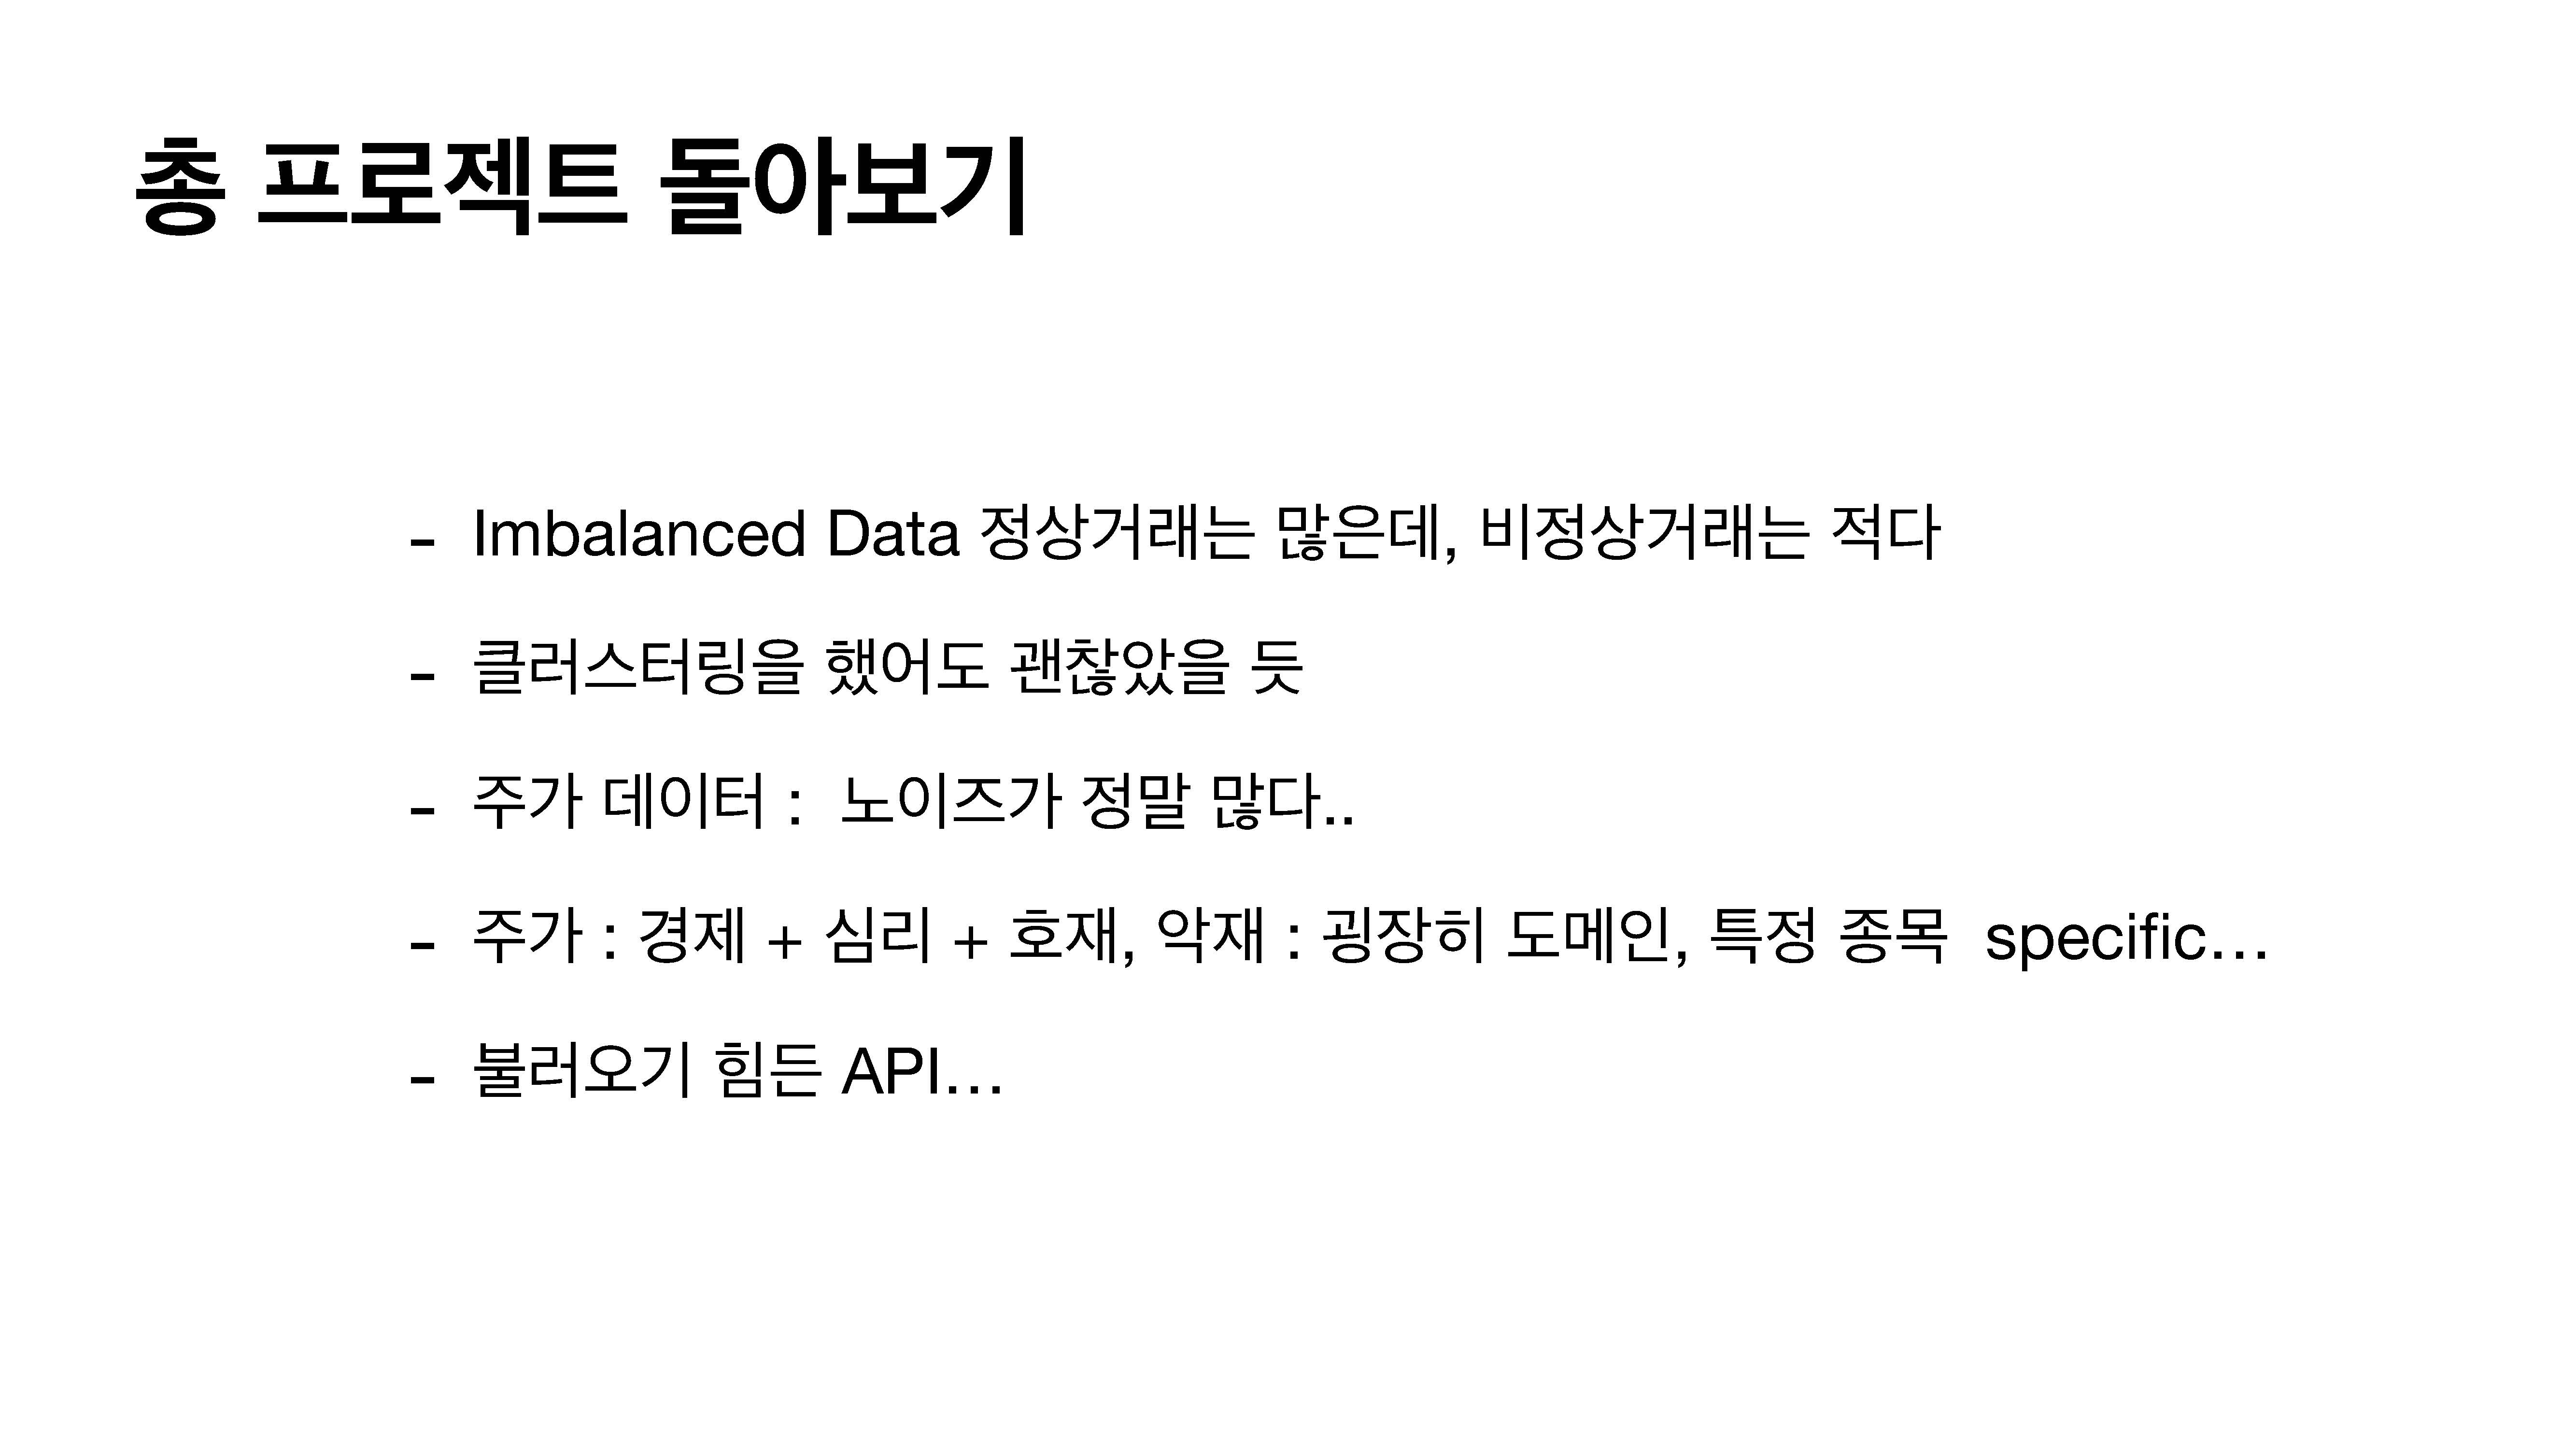 총 프로젝트 돌아보기
- Imbalanced Data 정상거래는 많은데, 비정상거래는 적다
- 클러스터링을 했어도 괜찮았을 듯
- 주가 데이터 :  노이즈가 정말 많다..
- 주가 : 경제 + 심리 + 호재, 악재 : 굉장히 도메인, 특정 종목  specific…
- 불러오기 힘든 API…